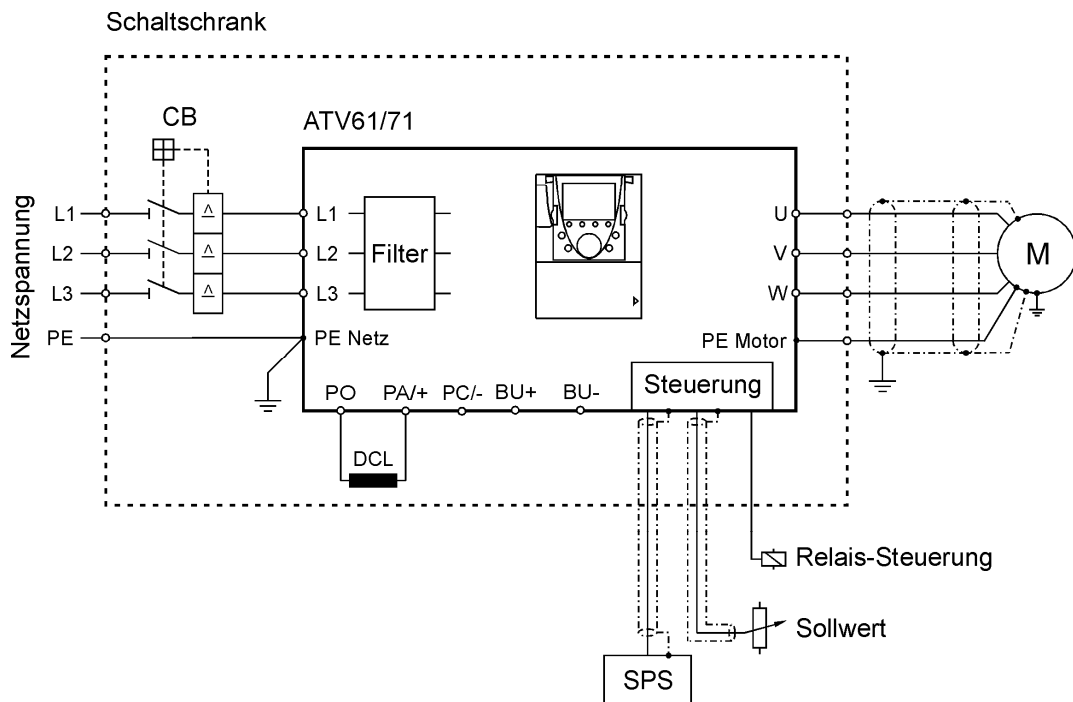 Schaltschrank
CB
ATV61/71
Netzspannung
L1
L2
L3
PE
L1
L2
L3
PE Netz
Filter
U
V
W
PE Motor
M
PO
PA/+
PC/-
BU+
BU-
Steuerung
DCL
Relais-Steuerung
Sollwert
SPS